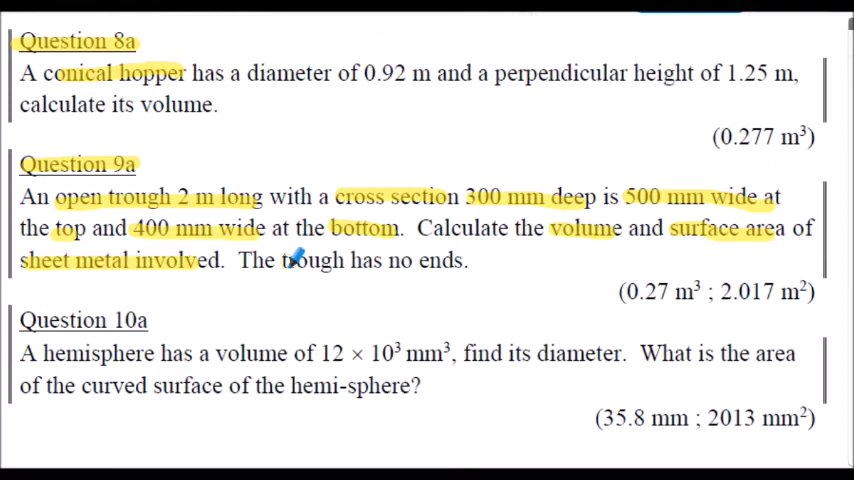 Question 8a
A conical hopper has a diameter of 0.92 m and a perpendicular height of 1.25 m,
calculate its volume.
(0.277 m³)
Question 9a
An open trough 2 m long with a cross section 300 mm deep is 500 mm wide at
the top and 400 mm wide at the bottom. Calculate the volume and surface area of
sheet metal involved. The trough has no ends.
(0.27 m³ ; 2.017 m²)
Question 10a
A hemisphere has a volume of 12 × 10³ mm³, find its diameter. What is the area
of the curved surface of the hemi-sphere?
(35.8 mm ; 2013 mm²)